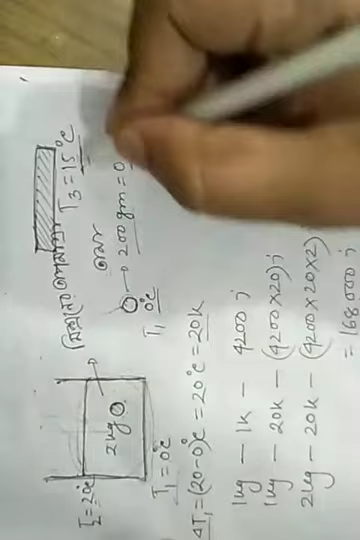 T₂=20°C
2kg
T₁=0°C
T₃=15°C
200gm=0
0°C
T₁
ΔT₁=(20-0)°C=20°C=20K
1kg - 1K - 4200 j
1kg - 20K - (4200×20) j
2kg - 20K - (4200×20×2)
= 168000 j